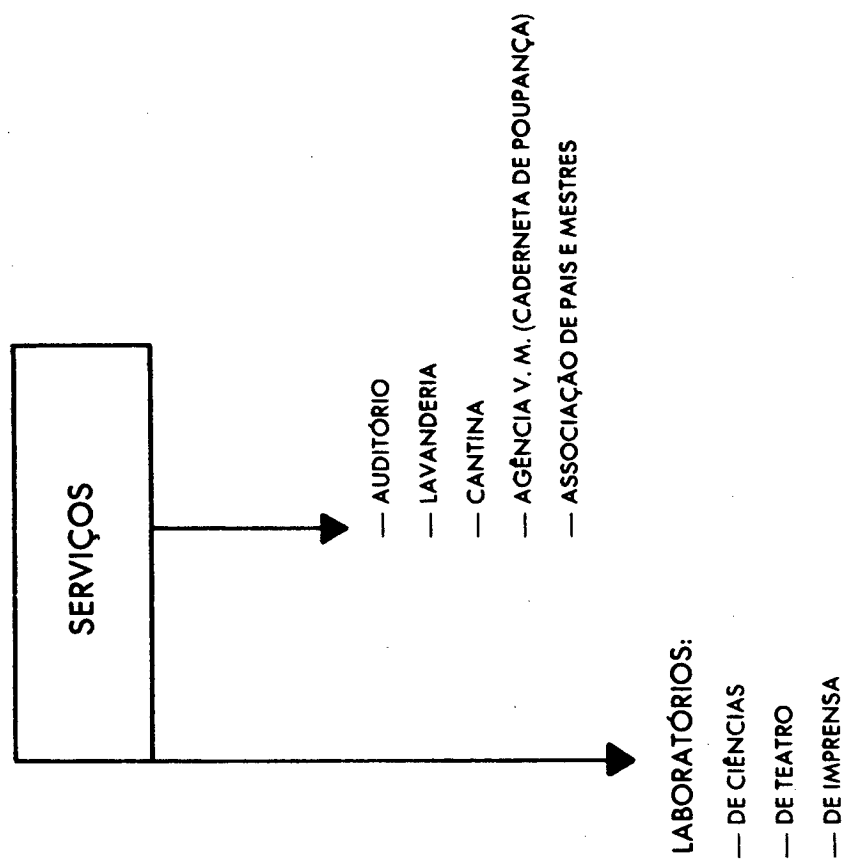 SERVIÇOS
— AUDITÓRIO
— LAVANDERIA
— CANTINA
— AGÊNCIA V. M. (CADERNETA DE POUPANÇA)
— ASSOCIAÇÃO DE PAIS E MESTRES
LABORATÓRIOS:
— DE CIÊNCIAS
— DE TEATRO
— DE IMPRENSA